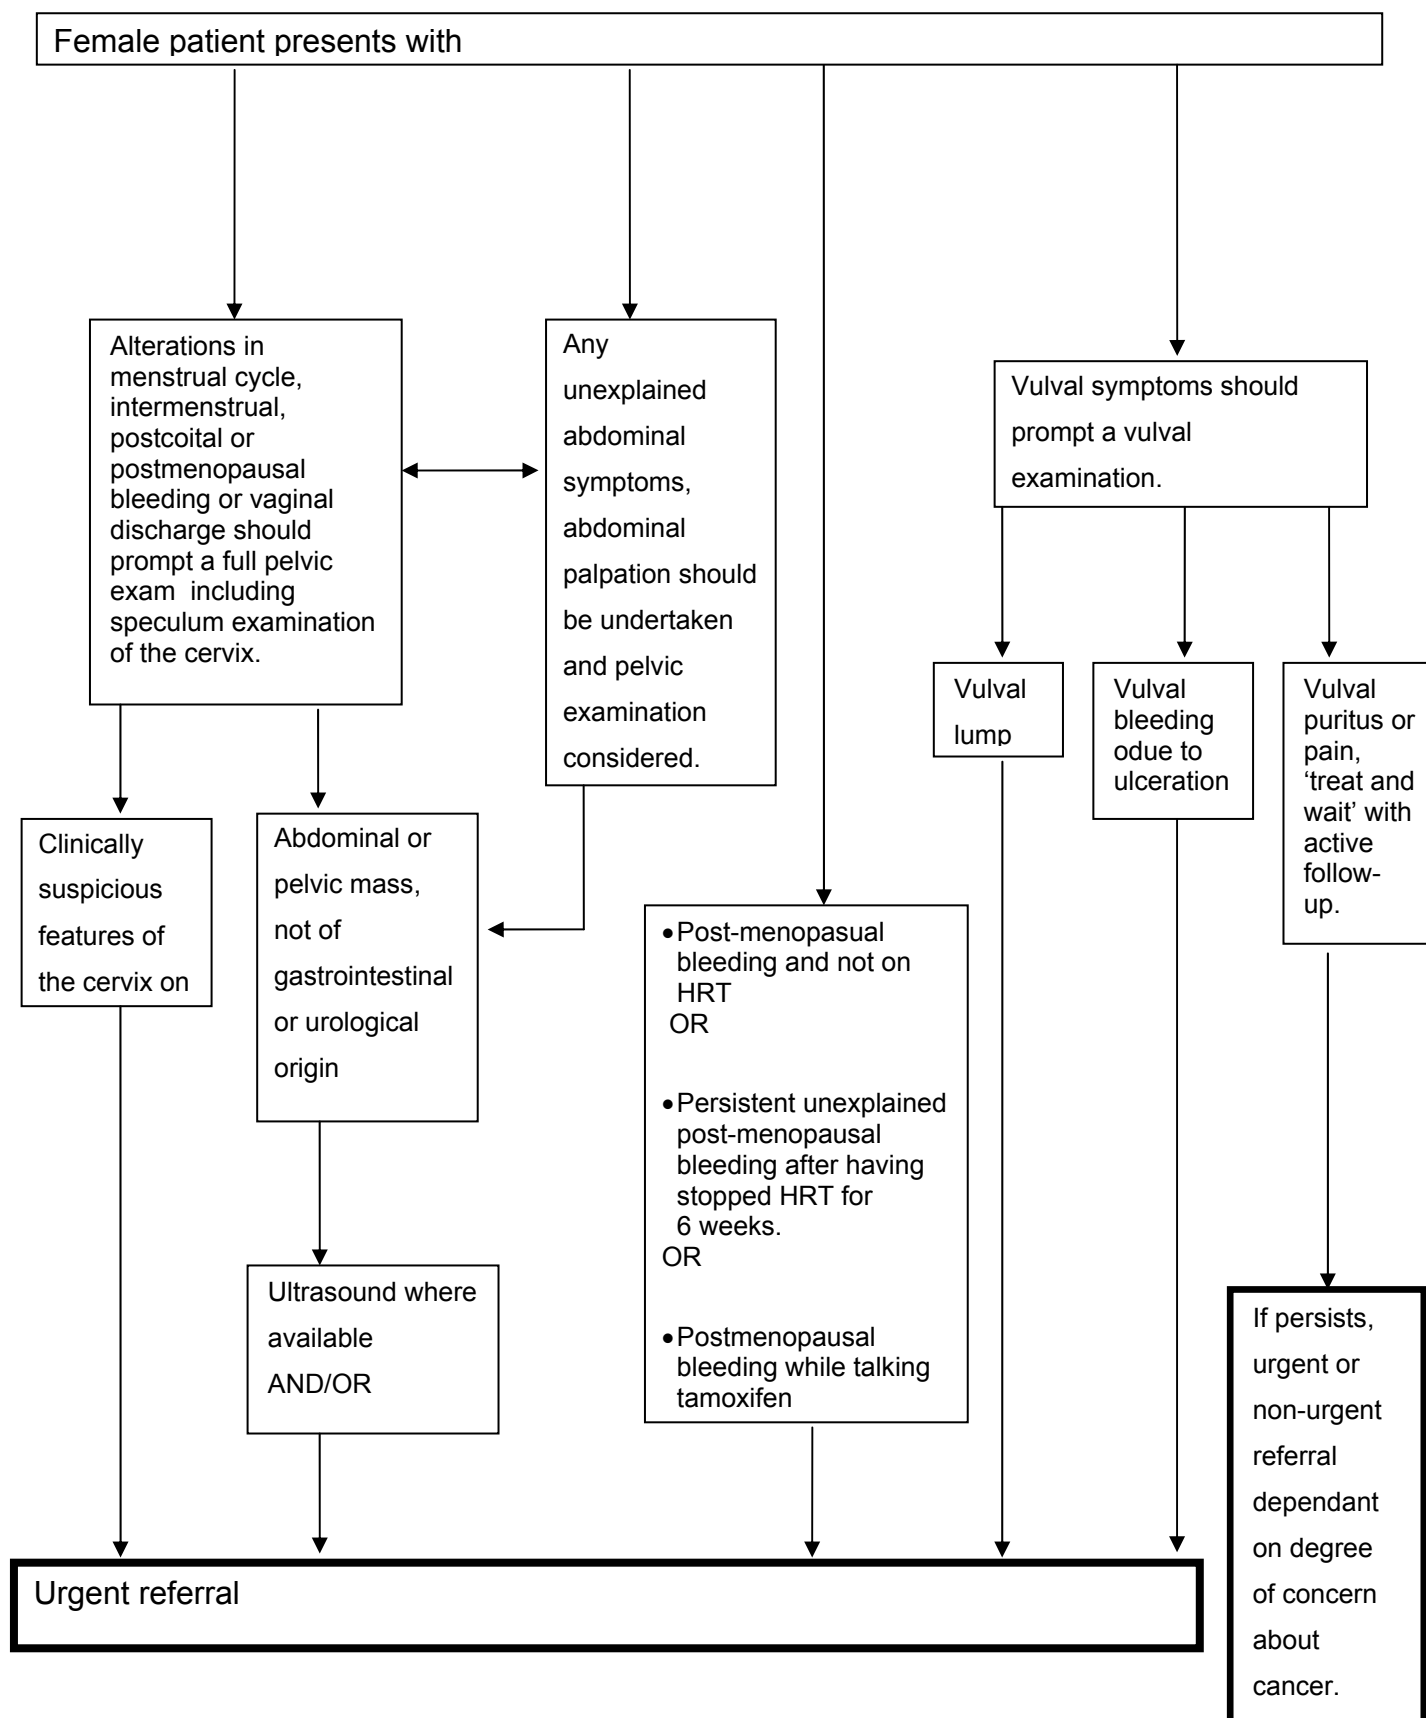 Female patient presents with
Alterations in
menstrual cycle,
intermenstrual,
postcoital or
postmenopausal
bleeding or vaginal
discharge should
prompt a full pelvic
exam including
speculum examination
of the cervix.
Any
unexplained
abdominal
symptoms,
abdominal
palpation should
be undertaken
and pelvic
examination
considered.
Vulval symptoms should
prompt a vulval
examination.
Vulval
lump
Vulval
bleeding
odue to
ulceration
Vulval
puritus or
pain,
‘treat and
wait’ with
active
follow-
up.
Clinically
suspicious
features of
the cervix on
Abdominal or
pelvic mass,
not of
gastrointestinal
or urological
origin
•Post-menopasual
bleeding and not on
HRT
OR
•Persistent unexplained
post-menopausal
bleeding after having
stopped HRT for
6 weeks.
OR
•Postmenopausal
bleeding while talking
tamoxifen
Ultrasound where
available
AND/OR
If persists,
urgent or
non-urgent
referral
dependant
on degree
of concern
about
cancer.
Urgent referral